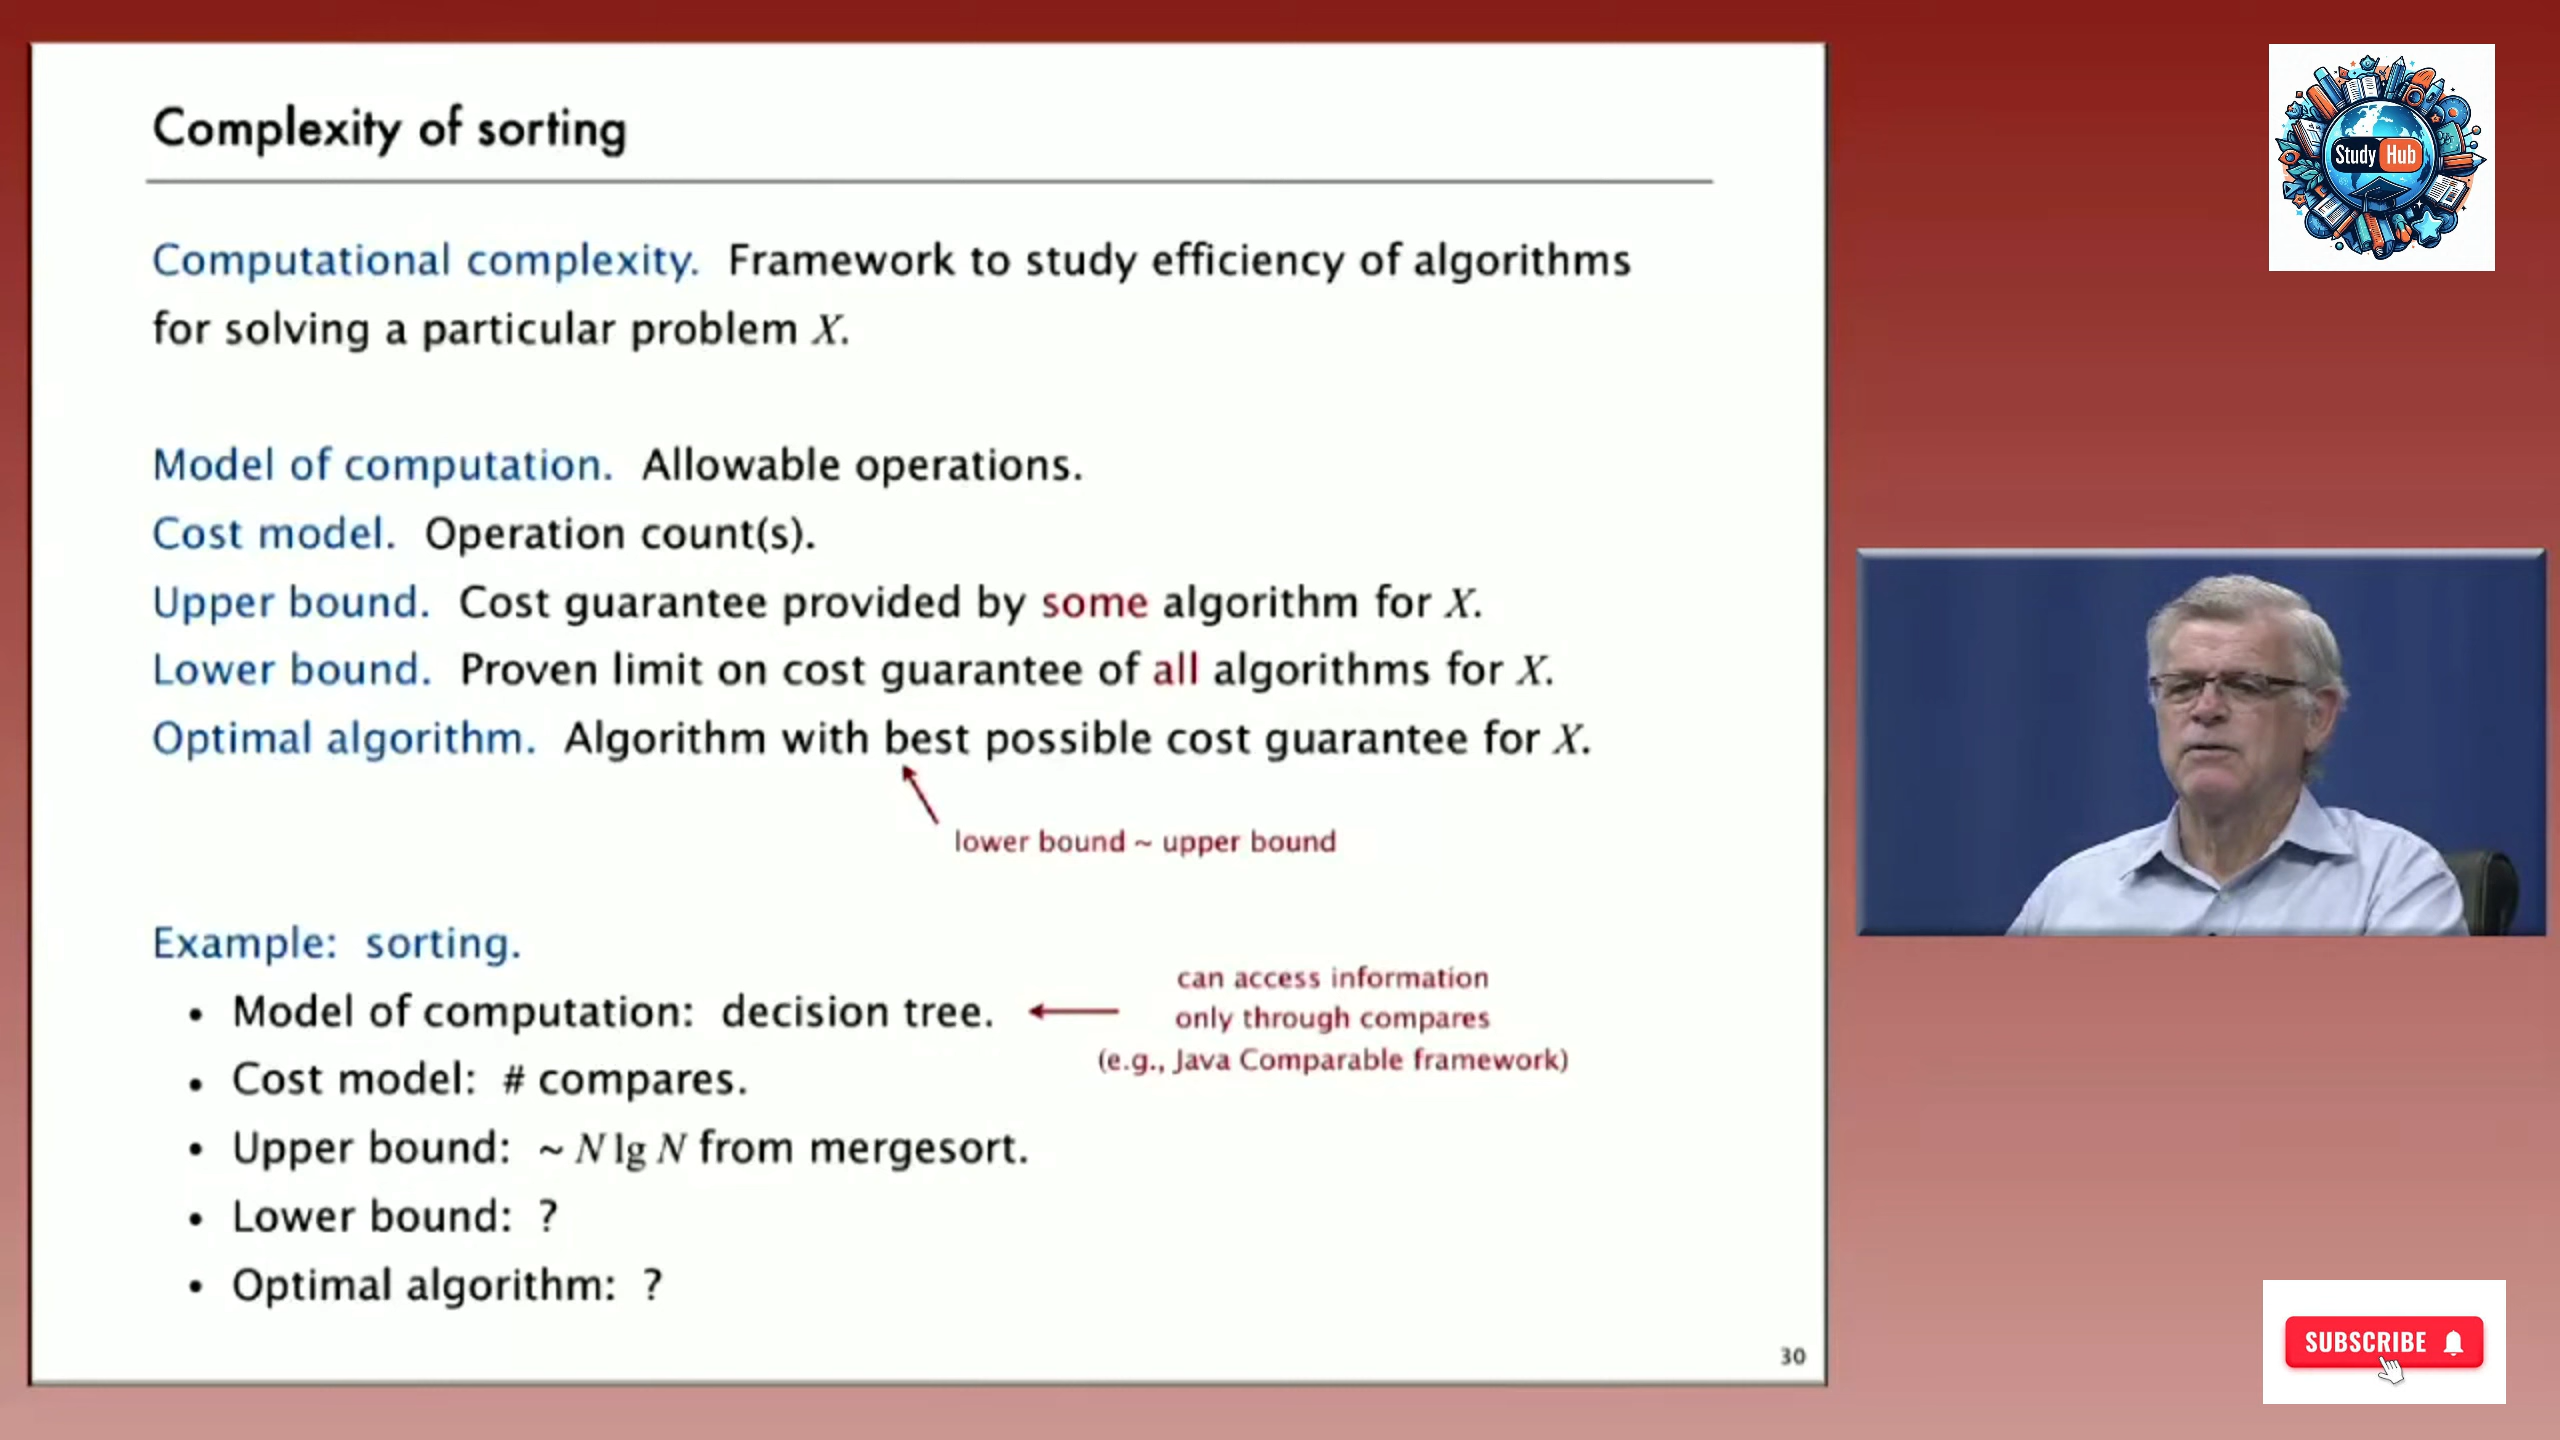 Complexity of sorting
Computational complexity. Framework to study efficiency of algorithms
for solving a particular problem X.
Model of computation. Allowable operations.
Cost model. Operation count(s).
Upper bound. Cost guarantee provided by some algorithm for X.
Lower bound. Proven limit on cost guarantee of all algorithms for X.
Optimal algorithm. Algorithm with best possible cost guarantee for X.
lower bound ~ upper bound
Example: sorting.
• Model of computation: decision tree.
can access information
only through compares
(e.g., Java Comparable framework)
• Cost model: # compares.
• Upper bound: ~ N lg N from mergesort.
• Lower bound: ?
• Optimal algorithm: ?
30
Study Hub
SUBSCRIBE